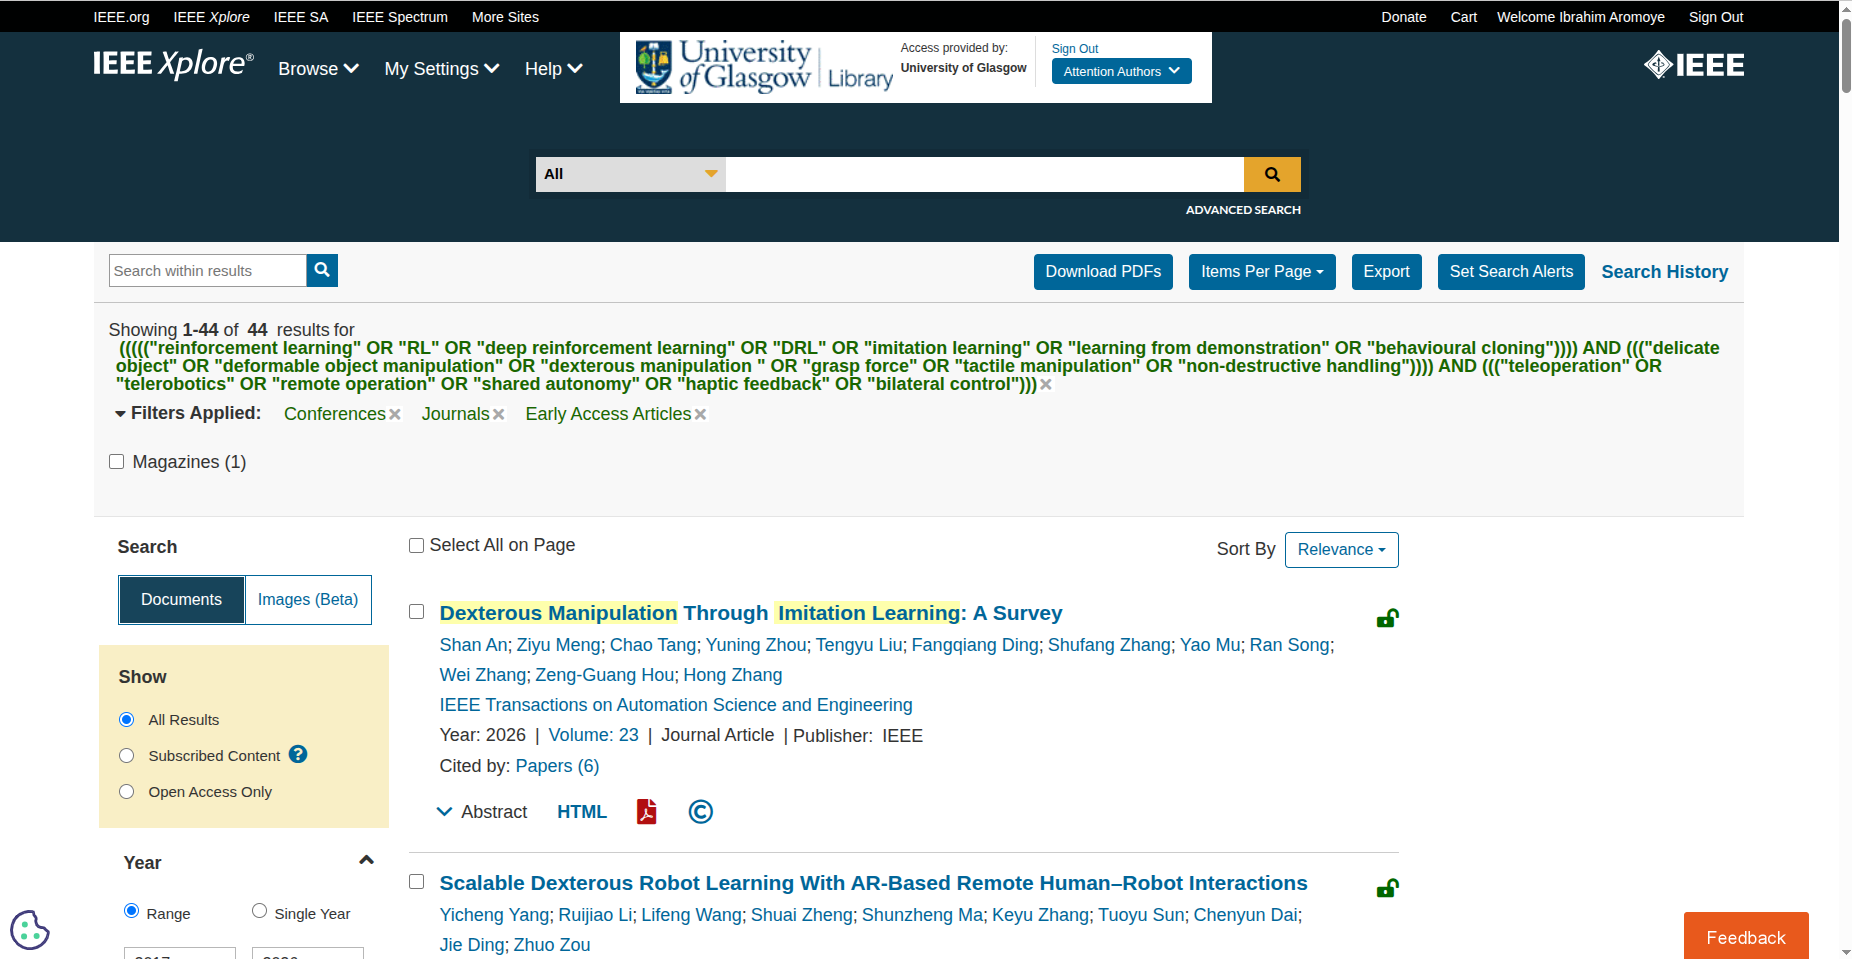 IEEE.org IEEE Xplore IEEE SA IEEE Spectrum More Sites Donate Cart Welcome Ibrahim Aromoye Sign Out
IEEE Xplore® Browse My Settings Help University of Glasgow Library Access provided by: University of Glasgow Sign Out Attention Authors IEEE
All
ADVANCED SEARCH
Search within results Download PDFs Items Per Page Export Set Search Alerts Search History
Showing 1-44 of 44 results for
((((("reinforcement learning" OR "RL" OR "deep reinforcement learning" OR "DRL" OR "imitation learning" OR "learning from demonstration" OR "behavioural cloning")))) AND ((("delicate
object" OR "deformable object manipulation" OR "dexterous manipulation " OR "grasp force" OR "tactile manipulation" OR "non-destructive handling")))) AND ((("teleoperation" OR
"telerobotics" OR "remote operation" OR "shared autonomy" OR "haptic feedback" OR "bilateral control")))
Filters Applied: Conferences Journals Early Access Articles
Magazines (1)
Search
Documents Images (Beta)
Show
All Results
Subscribed Content
Open Access Only
Year
Range Single Year
Select All on Page Sort By Relevance
Dexterous Manipulation Through Imitation Learning: A Survey
Shan An; Ziyu Meng; Chao Tang; Yuning Zhou; Tengyu Liu; Fangqiang Ding; Shufang Zhang; Yao Mu; Ran Song;
Wei Zhang; Zeng-Guang Hou; Hong Zhang
IEEE Transactions on Automation Science and Engineering
Year: 2026 | Volume: 23 | Journal Article | Publisher: IEEE
Cited by: Papers (6)
Abstract HTML
Scalable Dexterous Robot Learning With AR-Based Remote Human–Robot Interactions
Yicheng Yang; Ruijiao Li; Lifeng Wang; Shuai Zheng; Shunzheng Ma; Keyu Zhang; Tuoyu Sun; Chenyun Dai;
Jie Ding; Zhuo Zou
Feedback